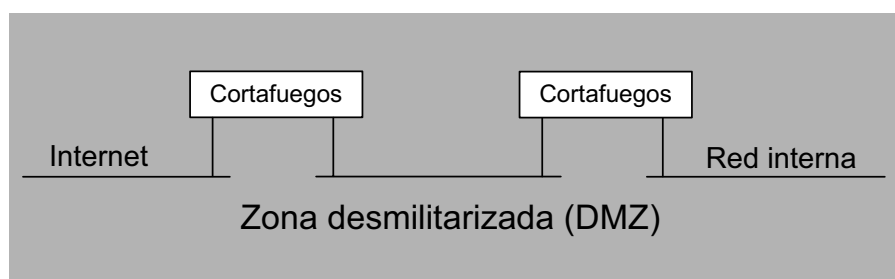 Cortafuegos
Cortafuegos
Internet
Red interna
Zona desmilitarizada (DMZ)